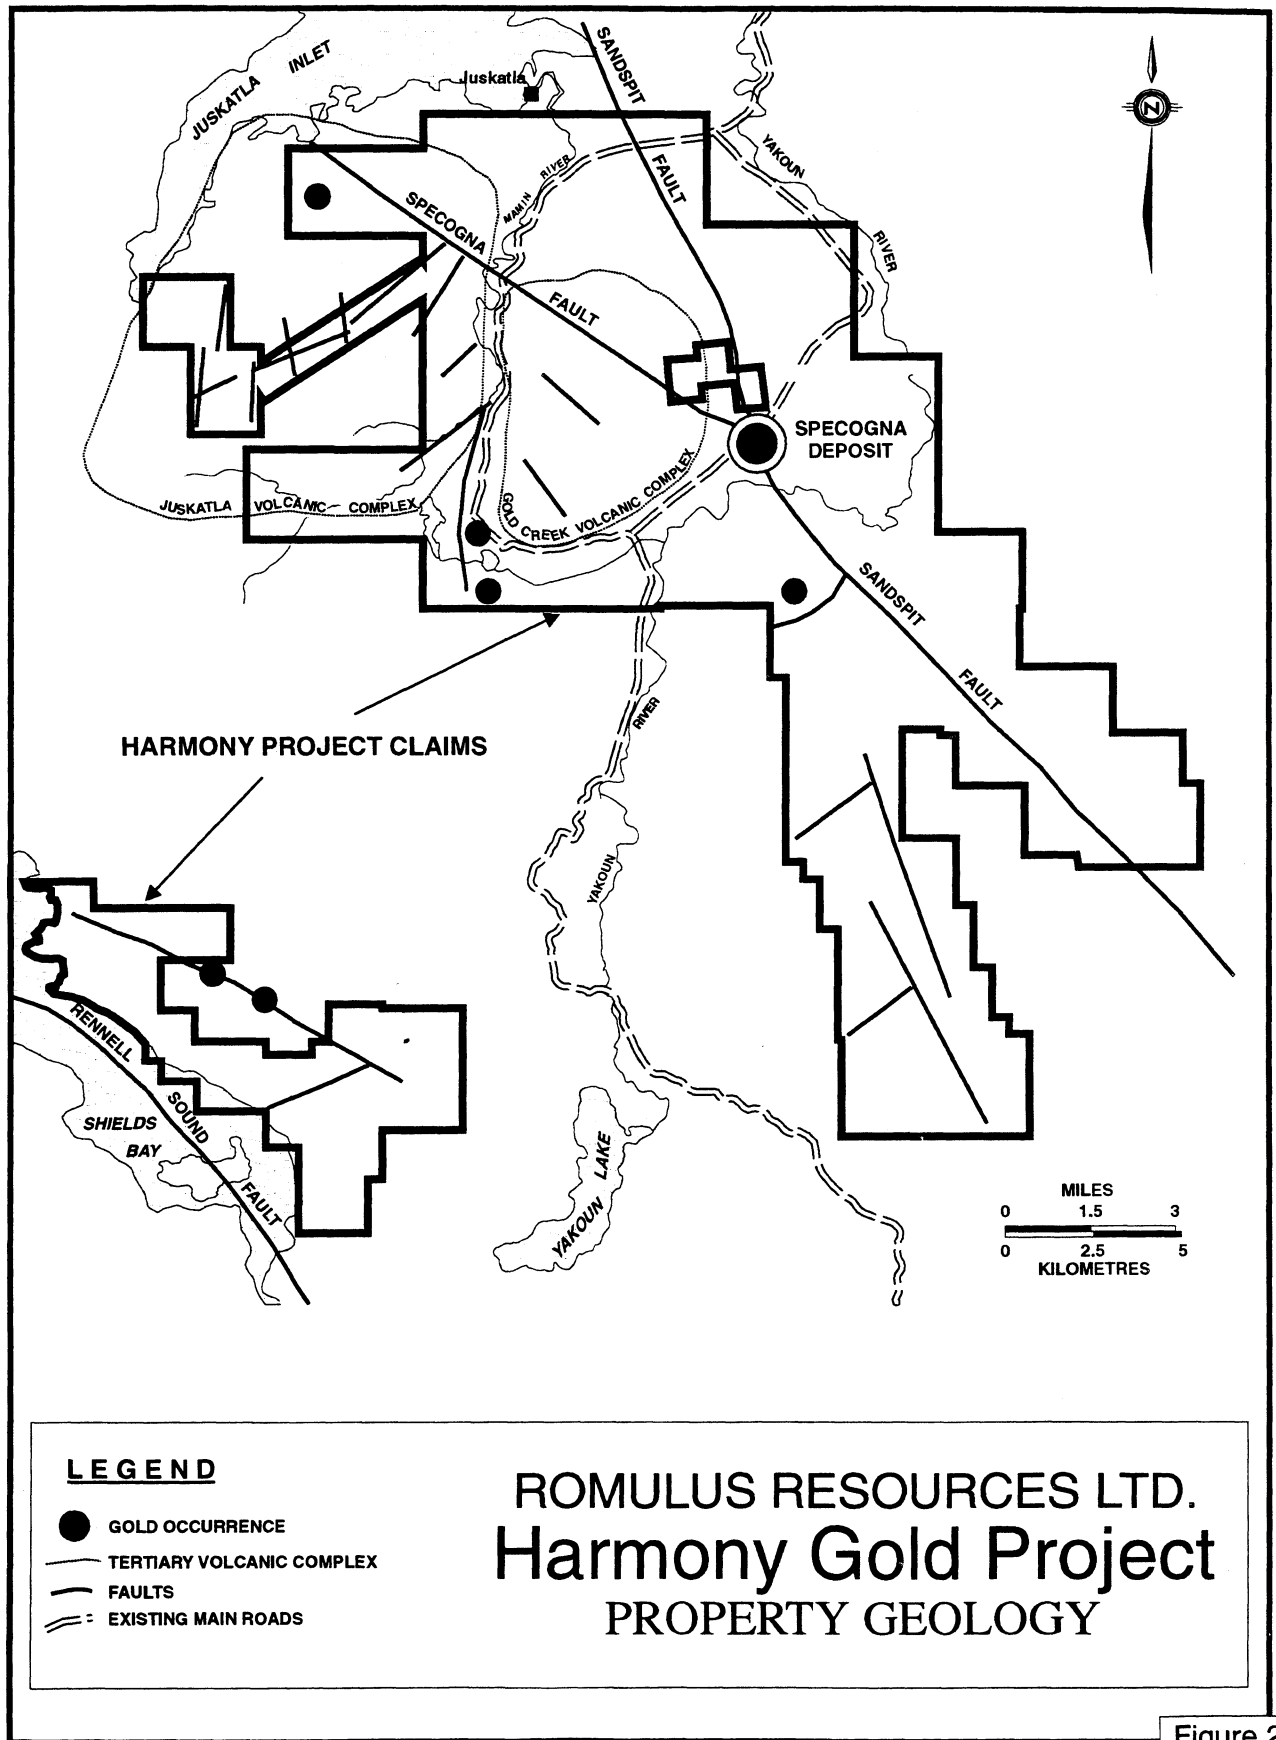 JUSKATLA INLET
Juskatla
SANDSPIT
FAULT
N
YAKOUN
RIVER
MAMIN RIVER
SPECOGNA
FAULT
SPECOGNA
DEPOSIT
JUSKATLA VOLCANIC COMPLEX
GOLD CREEK VOLCANIC COMPLEX
SANDSPIT
FAULT
RIVER
HARMONY PROJECT CLAIMS
YAKOUN
RENNELL
SOUND
FAULT
SHIELDS
BAY
YAKOUN LAKE
MILES
0 1.5 3
0 2.5 5
KILOMETRES
LEGEND
GOLD OCCURRENCE
TERTIARY VOLCANIC COMPLEX
FAULTS
EXISTING MAIN ROADS
ROMULUS RESOURCES LTD.
Harmony Gold Project
PROPERTY GEOLOGY
Figure 2